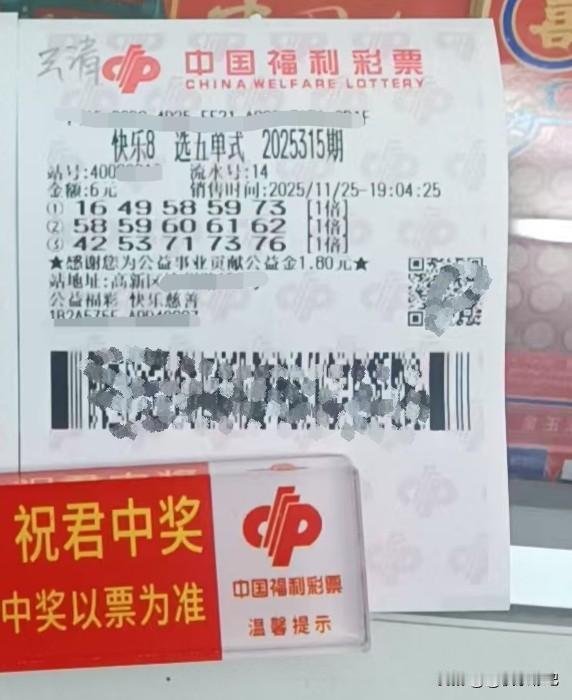 云清
中国福利彩票
CHINA WELFARE LOTTERY
快乐8 选五单式 2025315期
站号:400 流水号:14
金额:6元 销售时间:2025/11/25-19:04:25
① 16 49 58 59 73 [1倍]
② 58 59 60 61 62 [1倍]
③ 42 53 71 73 76 [1倍]
★感谢您为公益事业贡献公益金1.80元★
站地址:高新区
公益福彩 快乐慈善
祝君中奖
中奖以票为准
中国福利彩票
温馨提示